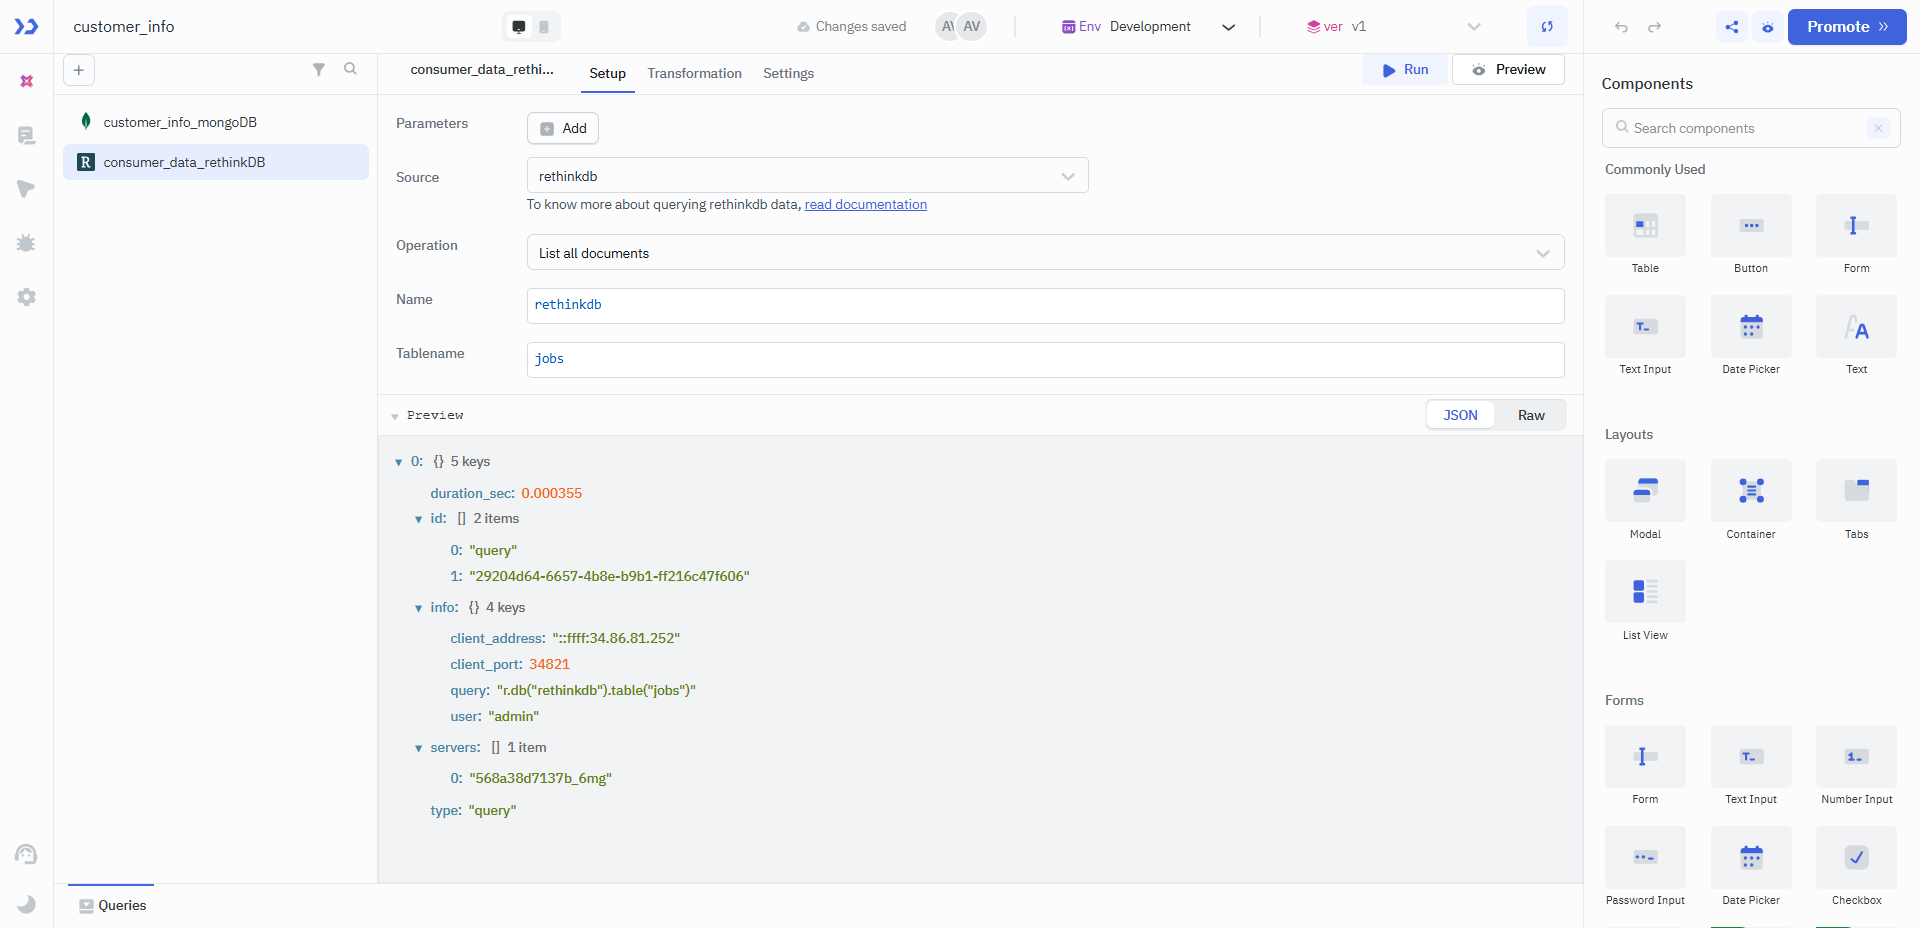 customer_info
Changes saved
AV AV
Env Development
ver v1
Promote
customer_info_mongoDB
consumer_data_rethinkDB
consumer_data_rethi...
Setup
Transformation
Settings
Run
Preview
Parameters
Add
Source
rethinkdb
To know more about querying rethinkdb data, read documentation
Operation
List all documents
Name
rethinkdb
Tablename
jobs
Preview
JSON
Raw
0: {} 5 keys
duration_sec: 0.000355
id: [] 2 items
0: "query"
1: "29204d64-6657-4b8e-b9b1-ff216c47f606"
info: {} 4 keys
client_address: "::ffff:34.86.81.252"
client_port: 34821
query: "r.db("rethinkdb").table("jobs")"
user: "admin"
servers: [] 1 item
0: "568a38d7137b_6mg"
type: "query"
Queries
Components
Search components
Commonly Used
Table
Button
Form
Text Input
Date Picker
Text
Layouts
Modal
Container
Tabs
List View
Forms
Form
Text Input
Number Input
Password Input
Date Picker
Checkbox